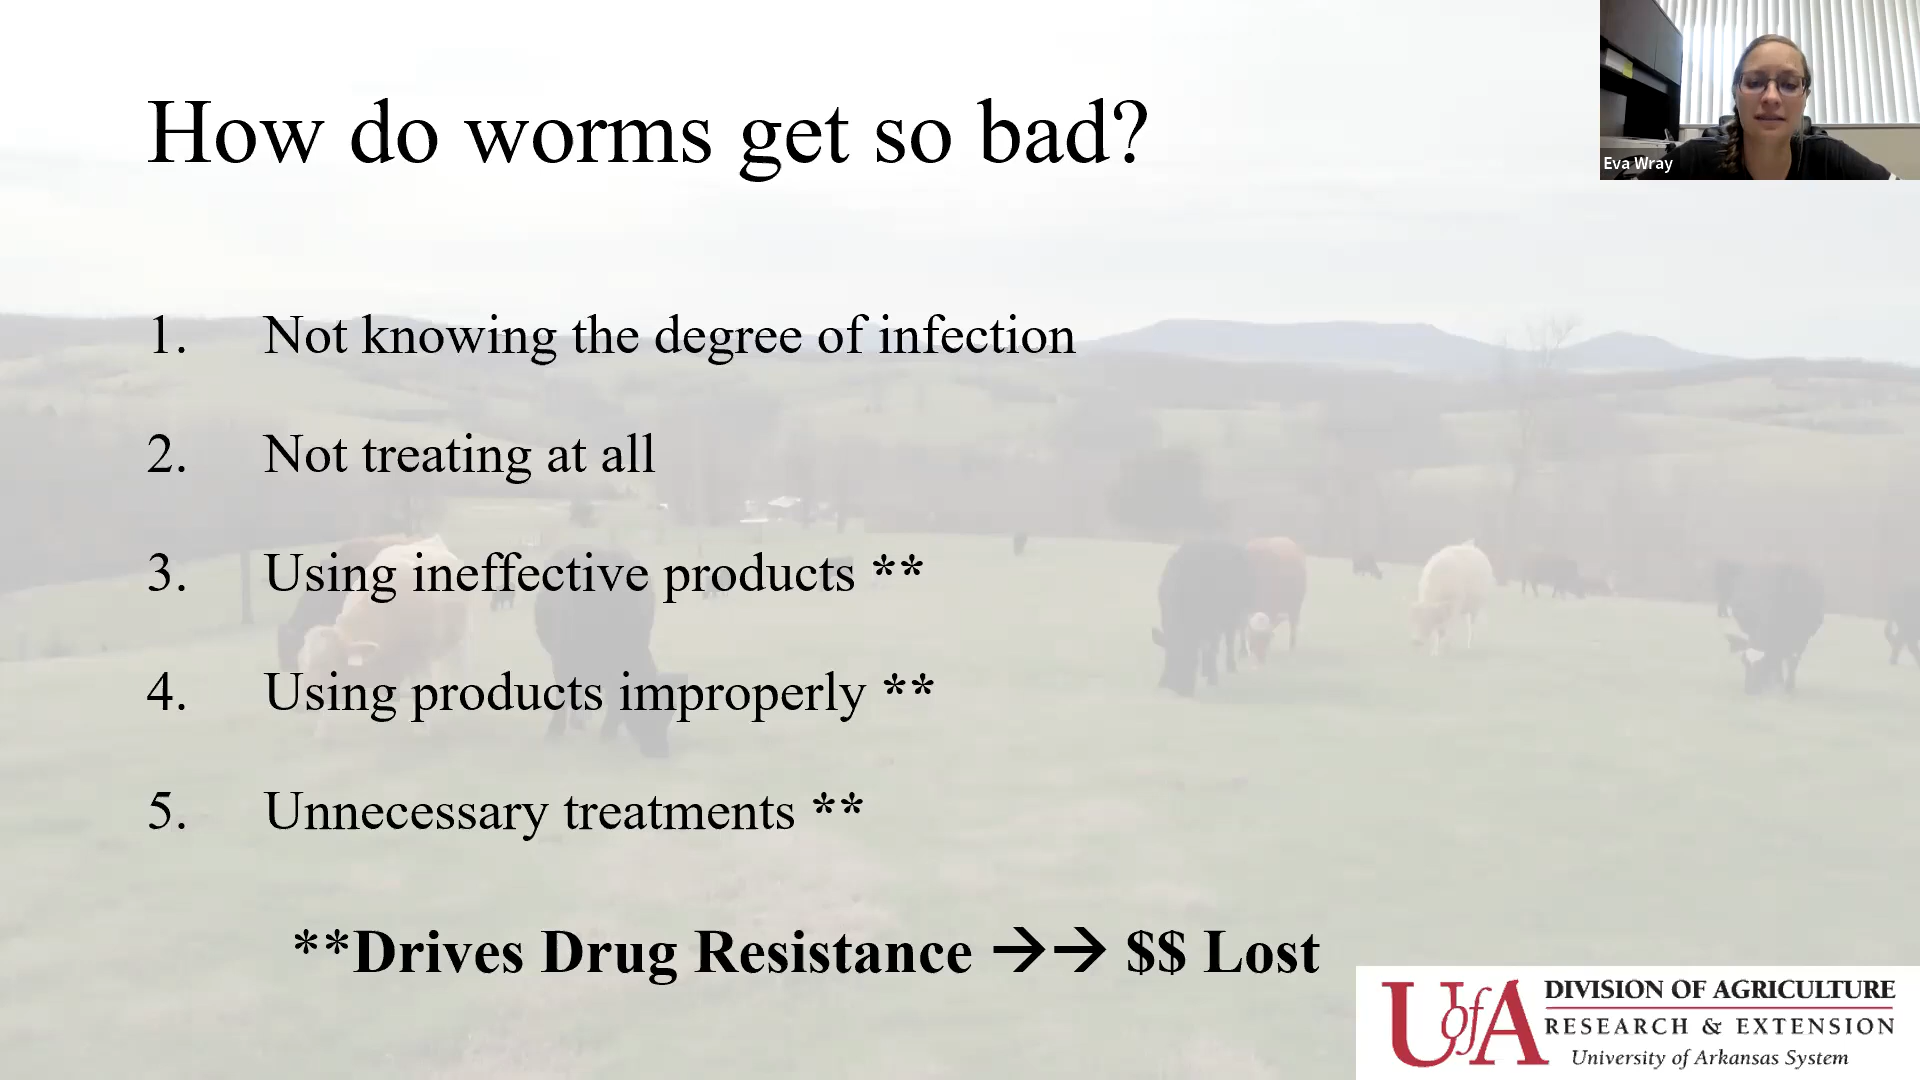 How do worms get so bad?
Eva Wray
1. Not knowing the degree of infection
2. Not treating at all
3. Using ineffective products **
4. Using products improperly **
5. Unnecessary treatments **
**Drives Drug Resistance →→ $$ Lost
UofA
DIVISION OF AGRICULTURE
RESEARCH & EXTENSION
University of Arkansas System